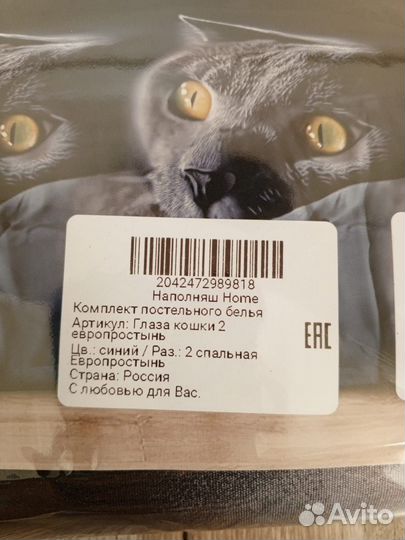 2042472989818
Наполняш Home
Комплект постельного белья
Артикул: Глаза кошки 2
европростынь
Цв.: синий / Раз.: 2 спальная
Европростынь
Страна: Россия
С любовью для Вас.
EAC
Avito